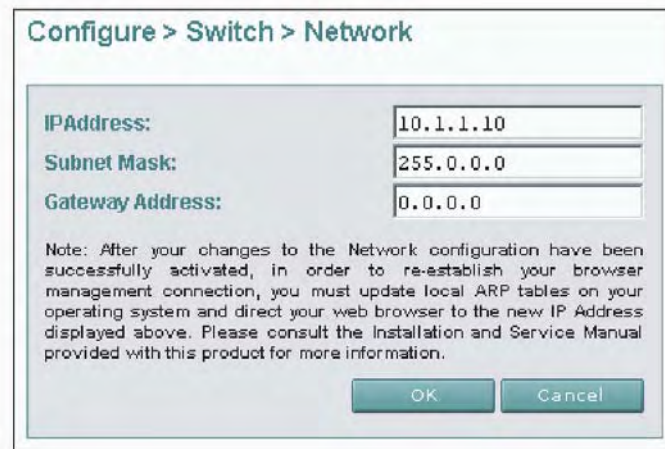 Configure > Switch > Network
IPAddress: 10.1.1.10
Subnet Mask: 255.0.0.0
Gateway Address: 0.0.0.0
Note: After your changes to the Network configuration have been
successfully activated, in order to re-establish your browser
management connection, you must update local ARP tables on your
operating system and direct your web browser to the new IP Address
displayed above. Please consult the Installation and Service Manual
provided with this product for more information.
OK Cancel